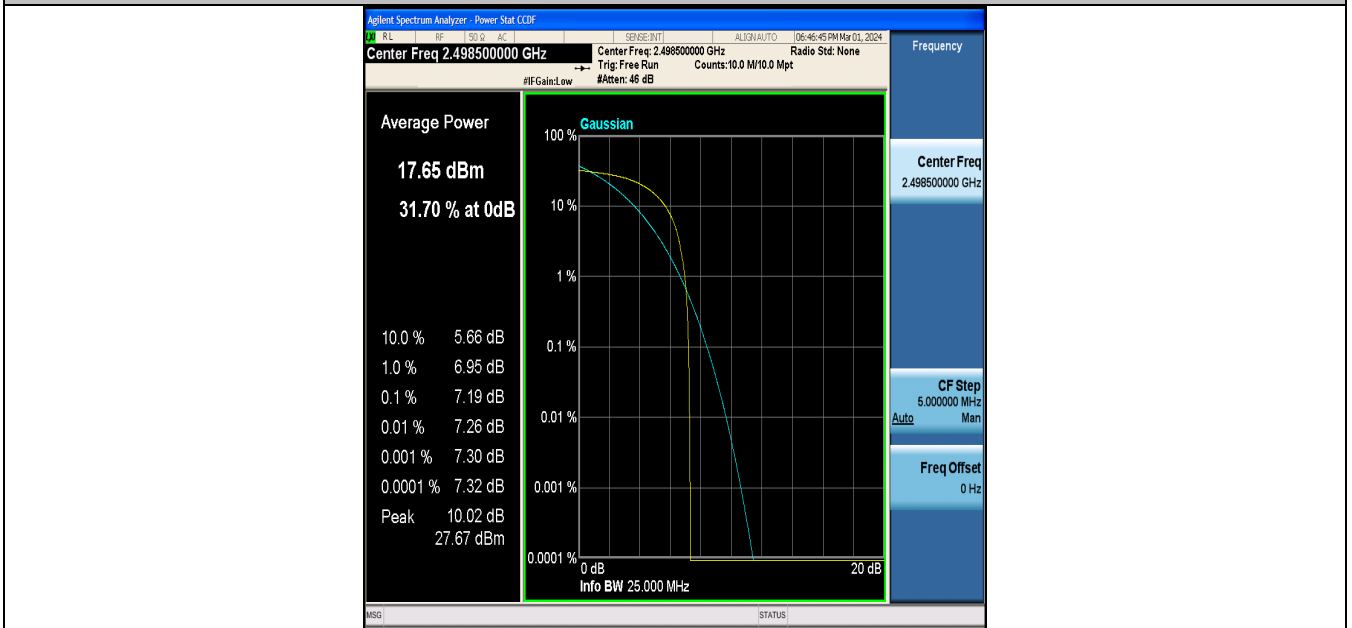 Agilent Spectrum Analyzer - Power Stat CCDF
LXI RL RF 50 Ω AC SENSE:INT ALIGN AUTO 06:46:45 PM Mar 01, 2024
Center Freq 2.498500000 GHz
Center Freq: 2.498500000 GHz Radio Std: None
Trig: Free Run Counts:10.0 M/10.0 Mpt
#IFGain:Low #Atten: 46 dB
Average Power
17.65 dBm
31.70 % at 0dB
10.0 % 5.66 dB
1.0 % 6.95 dB
0.1 % 7.19 dB
0.01 % 7.26 dB
0.001 % 7.30 dB
0.0001 % 7.32 dB
Peak 10.02 dB
27.67 dBm
Gaussian
100 %
10 %
1 %
0.1 %
0.01 %
0.001 %
0.0001 %
0 dB 20 dB
Info BW 25.000 MHz
Frequency
Center Freq
2.498500000 GHz
CF Step
5.000000 MHz
Auto Man
Freq Offset
0 Hz
MSG STATUS